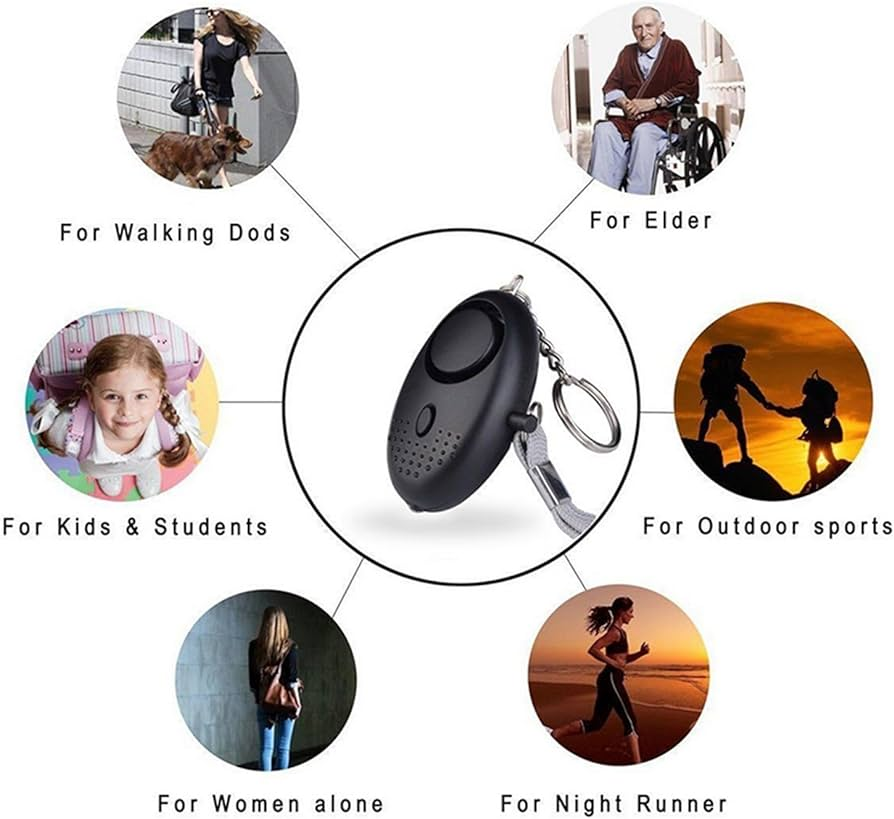 For Walking Dods
For Elder
For Kids & Students
For Outdoor sports
For Women alone
For Night Runner